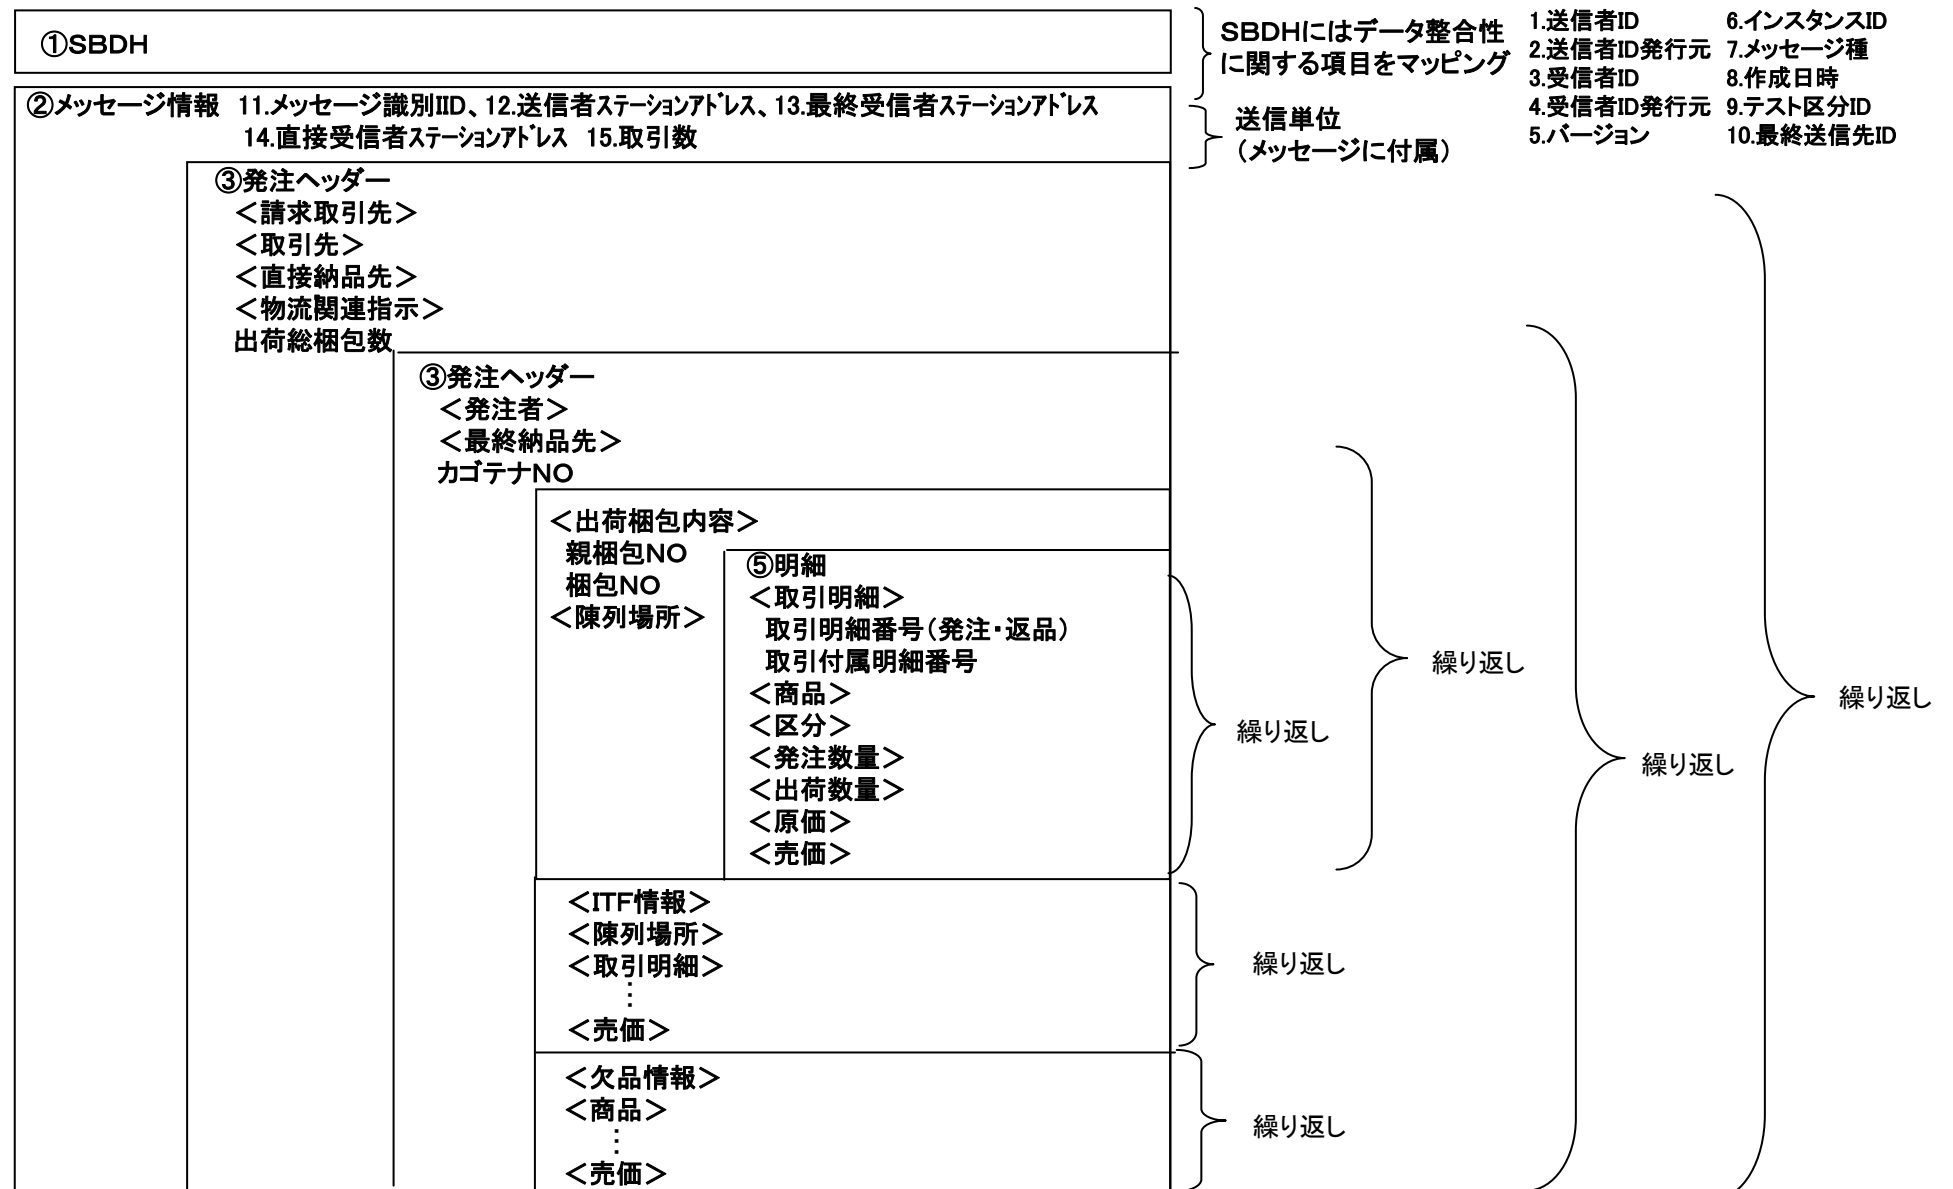 ①SBDH
SBDHにはデータ整合性
に関する項目をマッピング
1.送信者ID
2.送信者ID発行元
3.受信者ID
4.受信者ID発行元
5.バージョン
6.インスタンスID
7.メッセージ種
8.作成日時
9.テスト区分ID
10.最終送信先ID
②メッセージ情報 11.メッセージ識別IID、12.送信者ステーションアドレス、13.最終受信者ステーションアドレス
14.直接受信者ステーションアドレス 15.取引数
送信単位
(メッセージに付属)
③発注ヘッダー
<請求取引先>
<取引先>
<直接納品先>
<物流関連指示>
出荷総梱包数
③発注ヘッダー
<発注者>
<最終納品先>
カゴテナNO
<出荷梱包内容>
親梱包NO
梱包NO
<陳列場所>
⑤明細
<取引明細>
取引明細番号(発注・返品)
取引付属明細番号
<商品>
<区分>
<発注数量>
<出荷数量>
<原価>
<売価>
繰り返し
繰り返し
繰り返し
繰り返し
<ITF情報>
<陳列場所>
<取引明細>
⋮
<売価>
繰り返し
<欠品情報>
<商品>
⋮
<売価>
繰り返し